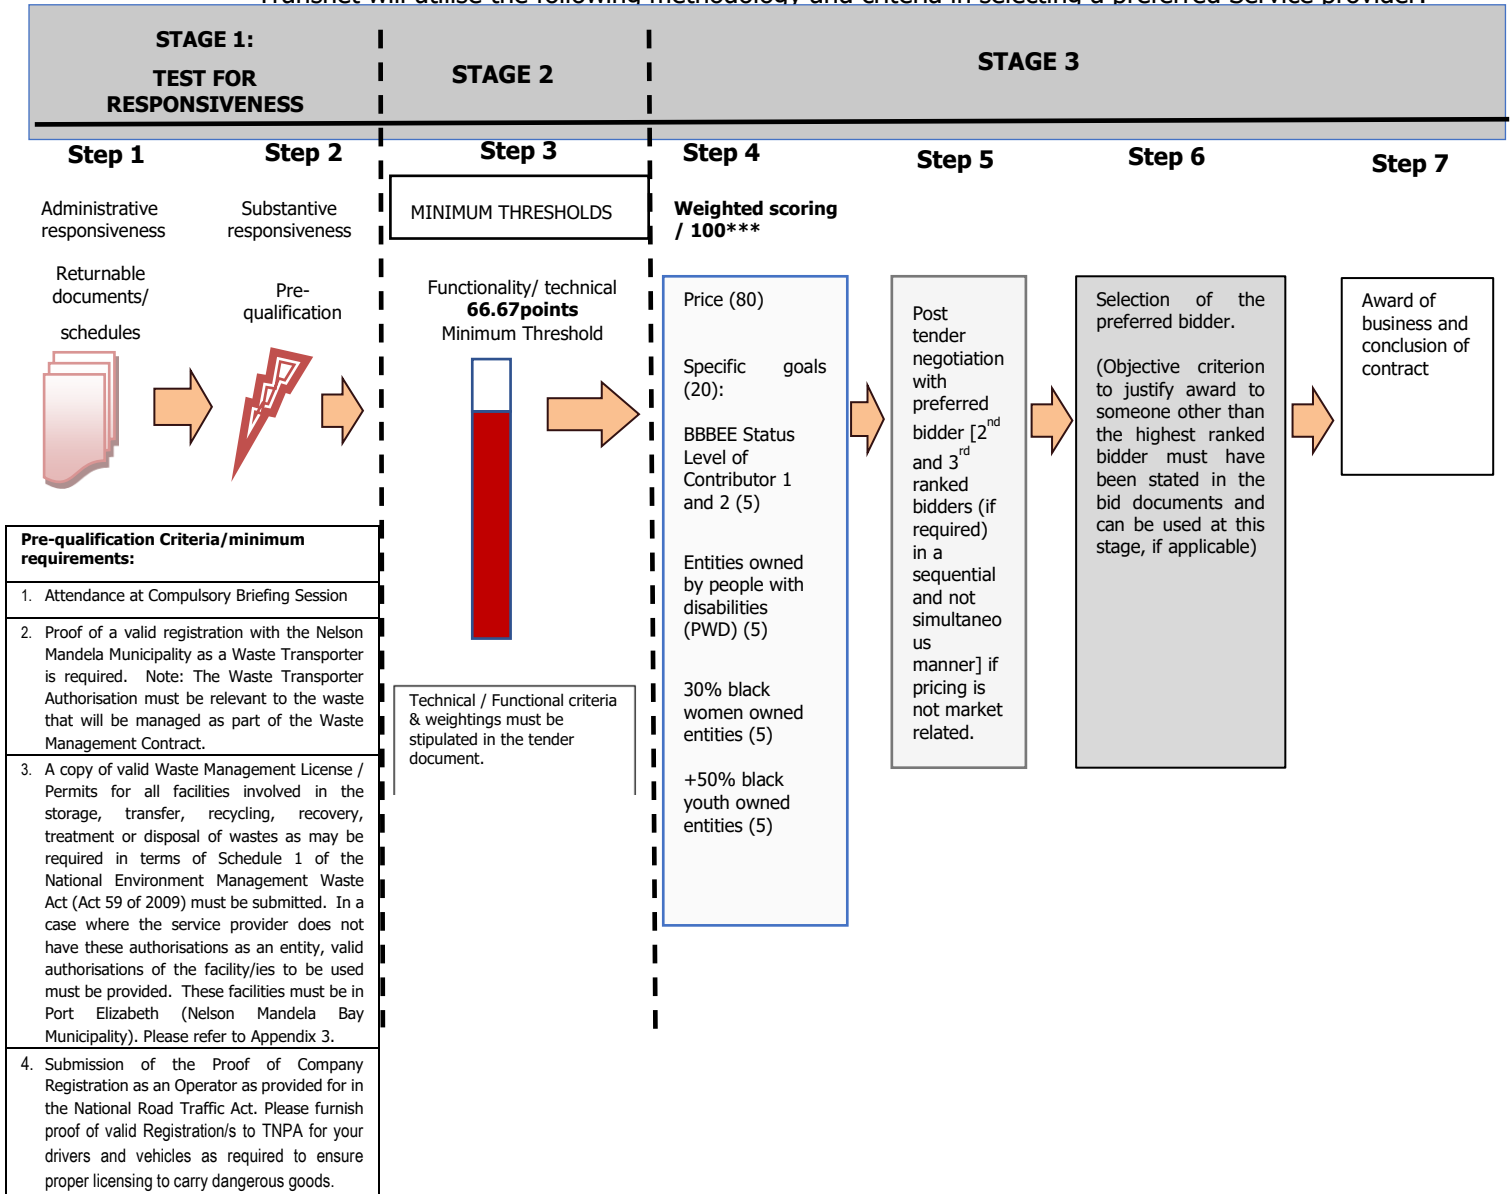 Transnet will utilise the following methodology and criteria in selecting a preferred Service provider:
STAGE 1:
TEST FOR
RESPONSIVENESS
STAGE 2
STAGE 3
Step 1
Step 2
Step 3
Step 4
Step 5
Step 6
Step 7
Administrative
responsiveness
Returnable
documents/
schedules
Substantive
responsiveness
Pre-
qualification
MINIMUM THRESHOLDS
Functionality/ technical
66.67points
Minimum Threshold
Technical / Functional criteria
& weightings must be
stipulated in the tender
document.
Weighted scoring
/ 100***
Price (80)
Specific goals
(20):
BBBEE Status
Level of
Contributor 1
and 2 (5)
Entities owned
by people with
disabilities
(PWD) (5)
30% black
women owned
entities (5)
+50% black
youth owned
entities (5)
Post
tender
negotiation
with
preferred
bidder [2nd
and 3rd
ranked
bidders (if
required)
in a
sequential
and not
simultaneo
us
manner] if
pricing is
not market
related.
Selection of the
preferred bidder.
(Objective criterion
to justify award to
someone other than
the highest ranked
bidder must have
been stated in the
bid documents and
can be used at this
stage, if applicable)
Award of
business and
conclusion of
contract
Pre-qualification Criteria/minimum
requirements:
1. Attendance at Compulsory Briefing Session
2. Proof of a valid registration with the Nelson
Mandela Municipality as a Waste Transporter
is required. Note: The Waste Transporter
Authorisation must be relevant to the waste
that will be managed as part of the Waste
Management Contract.
3. A copy of valid Waste Management License /
Permits for all facilities involved in the
storage, transfer, recycling, recovery,
treatment or disposal of wastes as may be
required in terms of Schedule 1 of the
National Environment Management Waste
Act (Act 59 of 2009) must be submitted. In a
case where the service provider does not
have these authorisations as an entity, valid
authorisations of the facility/ies to be used
must be provided. These facilities must be in
Port Elizabeth (Nelson Mandela Bay
Municipality). Please refer to Appendix 3.
4. Submission of the Proof of Company
Registration as an Operator as provided for in
the National Road Traffic Act. Please furnish
proof of valid Registration/s to TNPA for your
drivers and vehicles as required to ensure
proper licensing to carry dangerous goods.